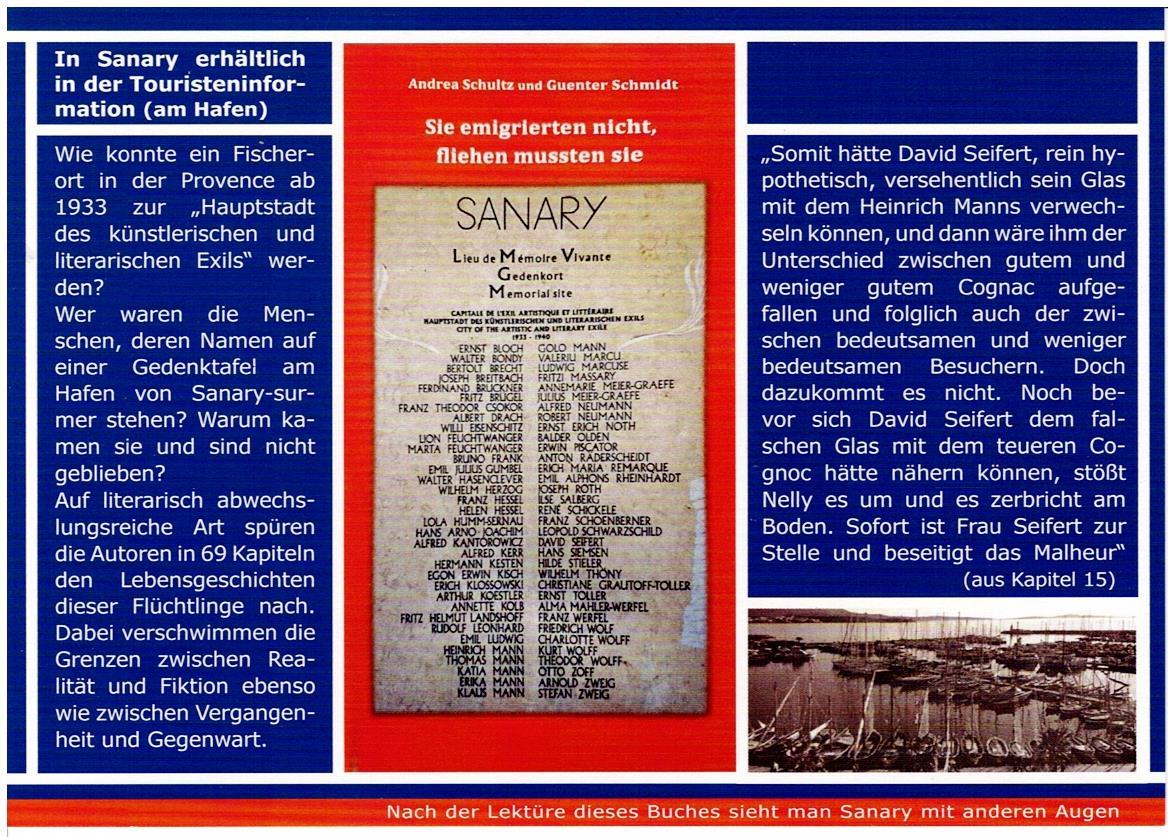 In Sanary erhältlich
in der Touristeninfor-
mation (am Hafen)
Wie konnte ein Fischer-
ort in der Provence ab
1933 zur „Hauptstadt
des künstlerischen und
literarischen Exils“ wer-
den?
Wer waren die Men-
schen, deren Namen auf
einer Gedenktafel am
Hafen von Sanary-sur-
mer stehen? Warum ka-
men sie und sind nicht
geblieben?
Auf literarisch abwechs-
lungsreiche Art spüren
die Autoren in 69 Kapiteln
den Lebensgeschichten
dieser Flüchtlinge nach.
Dabei verschwimmen die
Grenzen zwischen Rea-
lität und Fiktion ebenso
wie zwischen Vergangen-
heit und Gegenwart.
Andrea Schultz und Guenter Schmidt
Sie emigrierten nicht,
fliehen mussten sie
SANARY
Lieu de Mémoire Vivante
Gedenkort
Memorial site
CAPITALE DE L'EXIL ARTISTIQUE ET LITTÉRAIRE
HAUPTSTADT DES KÜNSTLERISCHEN UND LITERARISCHEN EXILS
CITY OF THE ARTISTIC AND LITERARY EXILE
1933 - 1940
ERNST BLOCH
WALTER BONDY
BERTOLT BRECHT
JOSEPH BREITBACH
FERDINAND BRUCKNER
FRITZ BRÜGEL
FRANZ THEODOR CSOKOR
ALBERT DRACH
WILLI EISENSCHITZ
LION FEUCHTWANGER
MARTA FEUCHTWANGER
BRUNO FRANK
EMIL JULIUS GUMBEL
WALTER HASENCLEVER
WILHELM HERZOG
FRANZ HESSEL
HELEN HESSEL
LOLA HUMM-SERNAU
HANS ARNO JOACHIM
ALFRED KANTOROWICZ
ALFRED KERR
HERMANN KESTEN
EGON ERWIN KISCH
ERICH KLOSSOWSKI
ARTHUR KOESTLER
ANNETTE KOLB
FRITZ HELMUT LANDSHOFF
RUDOLF LEONHARD
EMIL LUDWIG
HEINRICH MANN
THOMAS MANN
KATIA MANN
ERIKA MANN
KLAUS MANN
GOLO MANN
VALERIU MARCU
LUDWIG MARCUSE
FRITZI MASSARY
ANNEMARIE MEIER-GRAEFE
JULIUS MEIER-GRAEFE
ALFRED NEUMANN
ROBERT NEUMANN
ERNST ERICH NOTH
BALDER OLDEN
ERWIN PISCATOR
ANTON RÄDERSCHEIDT
ERICH MARIA REMARQUE
EMIL ALPHONS RHEINHARDT
JOSEPH ROTH
ILSE SALBERG
RENÉ SCHICKELE
FRANZ SCHOENBERNER
LEOPOLD SCHWARZSCHILD
DAVID SEIFERT
HANS SIEMSEN
HILDE STIELER
WILHELM THÖNY
CHRISTIANE GRAUTOFF-TOLLER
ERNST TOLLER
ALMA MAHLER-WERFEL
FRANZ WERFEL
FRIEDRICH WOLF
CHARLOTTE WOLFF
KURT WOLFF
THEODOR WOLFF
OTTO ZOFF
ARNOLD ZWEIG
STEFAN ZWEIG
„Somit hätte David Seifert, rein hy-
pothetisch, versehentlich sein Glas
mit dem Heinrich Manns verwech-
seln können, und dann wäre ihm der
Unterschied zwischen gutem und
weniger gutem Cognac aufge-
fallen und folglich auch der zwi-
schen bedeutsamen und weniger
bedeutsamen Besuchern. Doch
dazukommt es nicht. Noch be-
vor sich David Seifert dem fal-
schen Glas mit dem teueren Co-
gnoc hätte nähern können, stößt
Nelly es um und es zerbricht am
Boden. Sofort ist Frau Seifert zur
Stelle und beseitigt das Malheur“
(aus Kapitel 15)
Nach der Lektüre dieses Buches sieht man Sanary mit anderen Augen